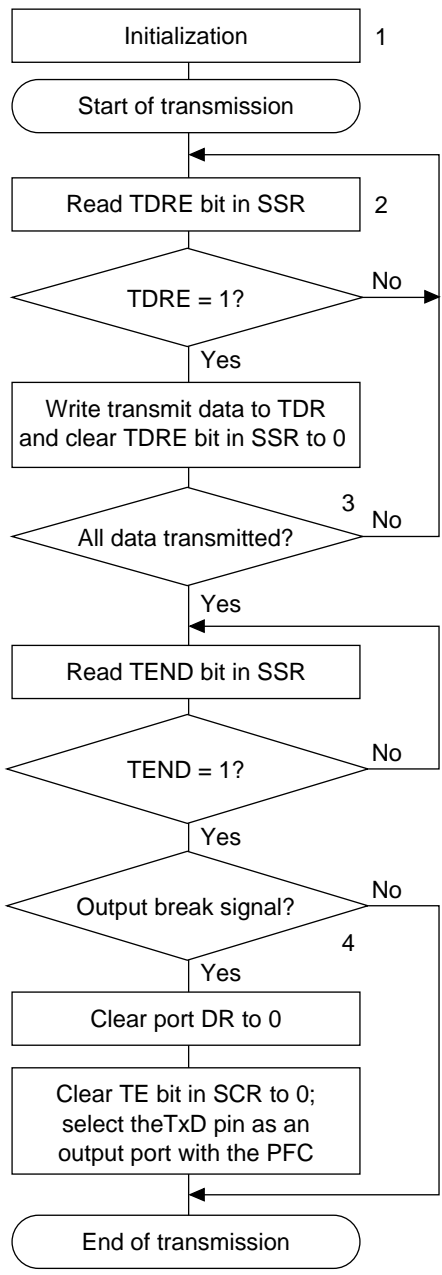 Initialization
1
Start of transmission
Read TDRE bit in SSR
2
TDRE = 1?
No
Yes
Write transmit data to TDR
and clear TDRE bit in SSR to 0
3
All data transmitted?
No
Yes
Read TEND bit in SSR
TEND = 1?
No
Yes
Output break signal?
No
4
Yes
Clear port DR to 0
Clear TE bit in SCR to 0;
select theTxD pin as an
output port with the PFC
End of transmission